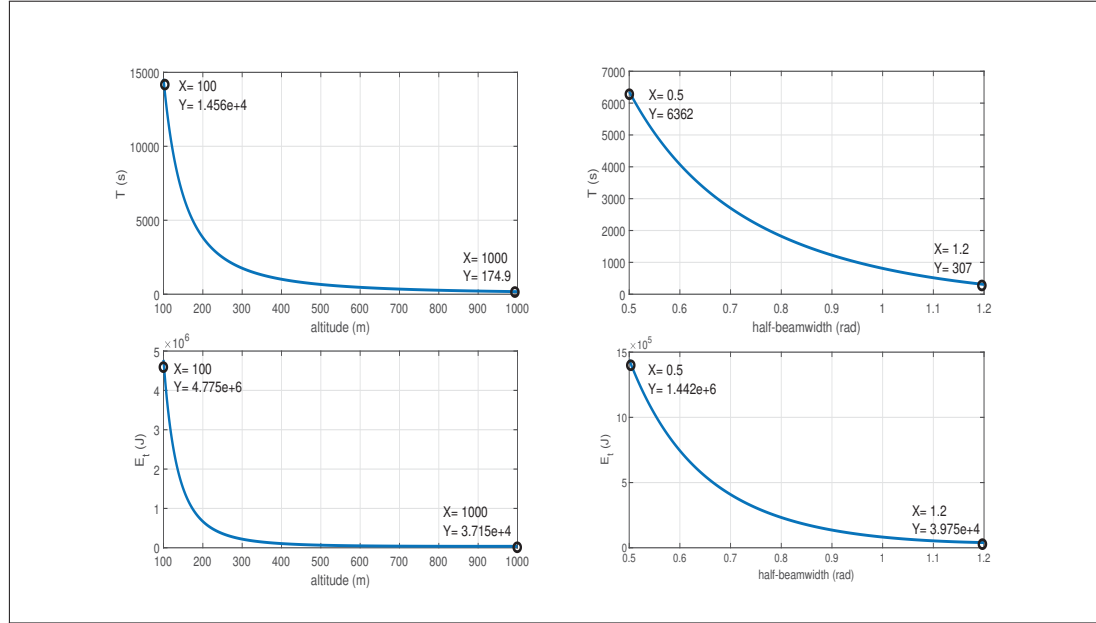 15000
10000
5000
0
T (s)
X= 100
Y= 1.456e+4
X= 1000
Y= 174.9
100 200 300 400 500 600 700 800 900 1000
altitude (m)
7000
6000
5000
4000
3000
2000
1000
0
T (s)
X= 0.5
Y= 6362
X= 1.2
Y= 307
0.5 0.6 0.7 0.8 0.9 1 1.1 1.2
half-beamwidth (rad)
×10^6
5
4
3
2
1
0
E_t (J)
X= 100
Y= 4.775e+6
X= 1000
Y= 3.715e+4
100 200 300 400 500 600 700 800 900 1000
altitude (m)
×10^5
15
10
5
0
E_t (J)
X= 0.5
Y= 1.442e+6
X= 1.2
Y= 3.975e+4
0.5 0.6 0.7 0.8 0.9 1 1.1 1.2
half-beamwidth (rad)